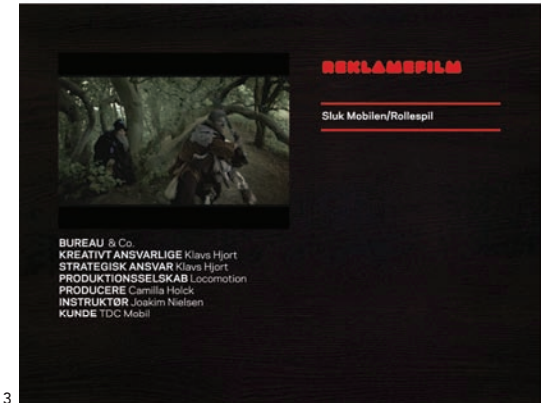 REKLAMEFILM
Sluk Mobilen/Rollespil
BUREAU & Co.
KREATIVT ANSVARLIGE Klavs Hjort
STRATEGISK ANSVAR Klavs Hjort
PRODUKTIONSSELSKAB Locomotion
PRODUCERE Camilla Holck
INSTRUKTØR Joakim Nielsen
KUNDE TDC Mobil
3